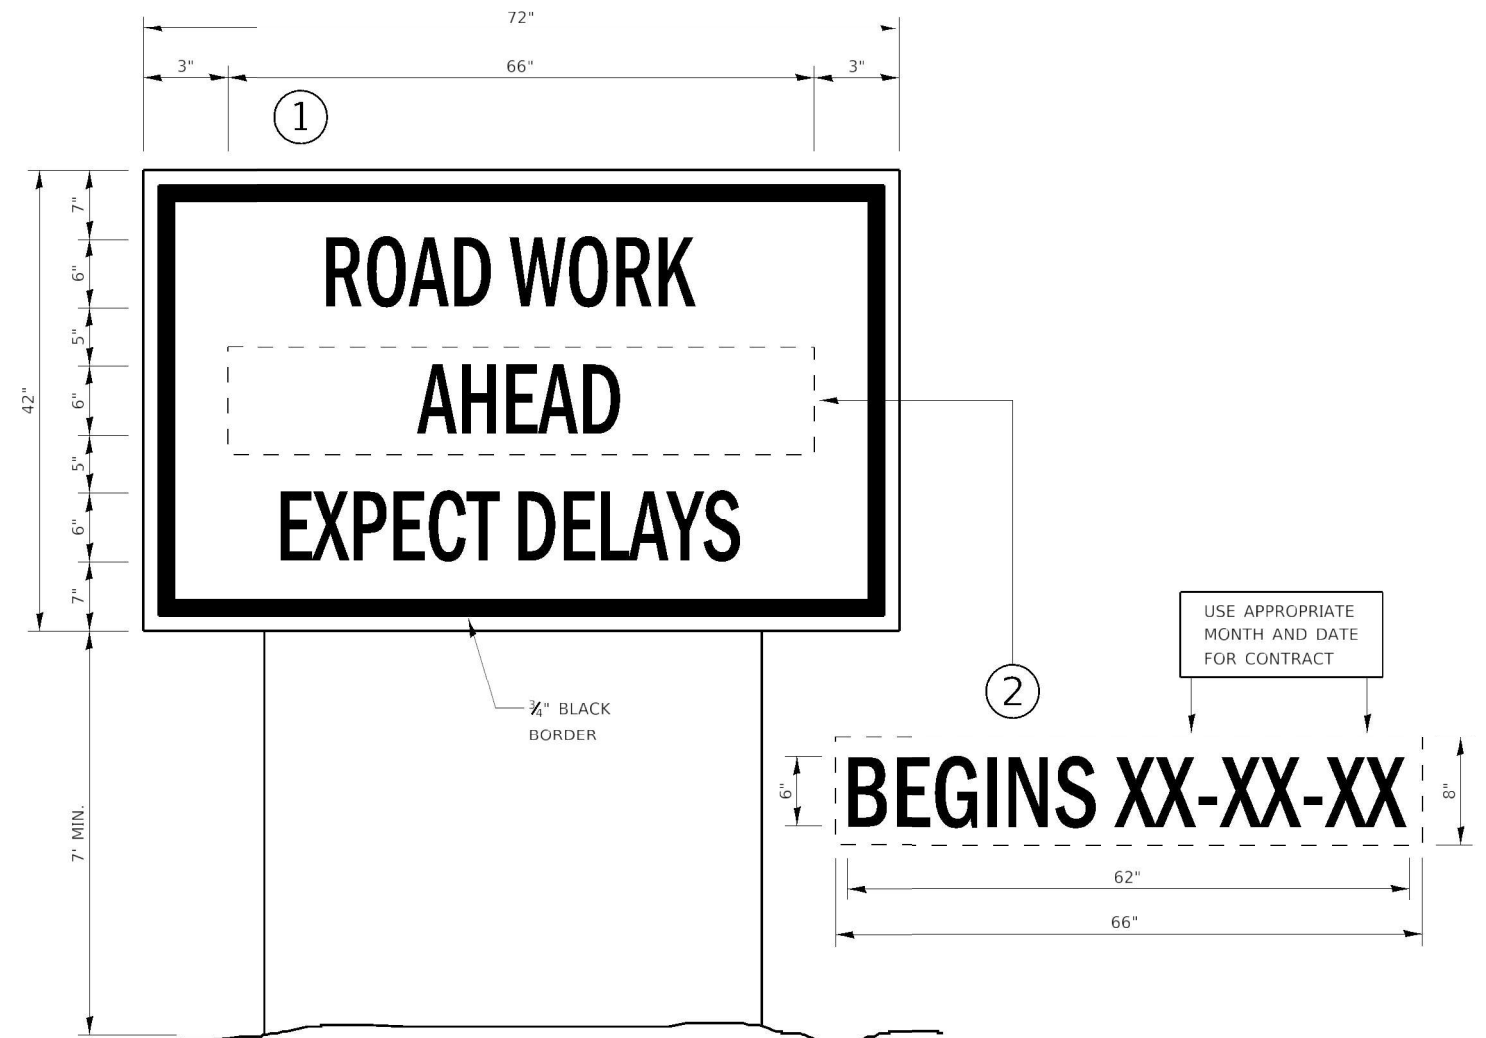 72"
3" 66" 3"
1
7"
6"
5"
6"
5"
6"
7"
42"
ROAD WORK
AHEAD
EXPECT DELAYS
3/4" BLACK
BORDER
7' MIN.
2
USE APPROPRIATE
MONTH AND DATE
FOR CONTRACT
6"
BEGINS XX-XX-XX
8"
62"
66"